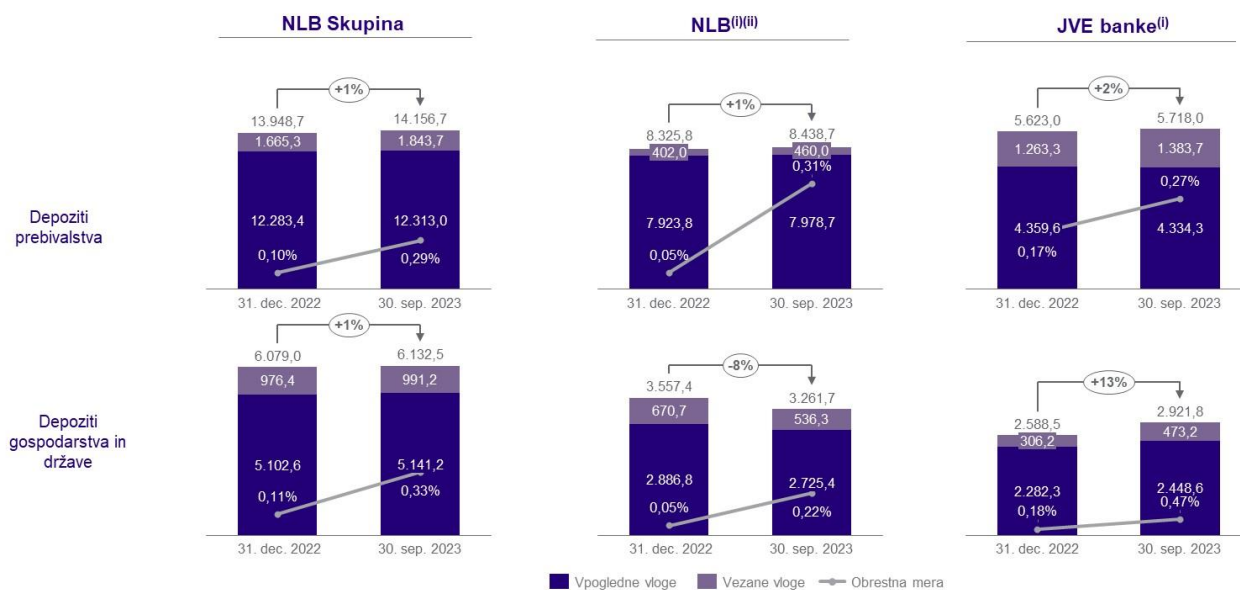 NLB Skupina
NLB(i)(ii)
JVE banke(i)
Depoziti
prebivalstva
+1%
13.948,7
14.156,7
1.665,3
1.843,7
12.283,4
12.313,0
0,10%
0,29%
31. dec. 2022
30. sep. 2023
+1%
8.325,8
8.438,7
402,0
460,0
0,31%
7.923,8
7.978,7
0,05%
31. dec. 2022
30. sep. 2023
+2%
5.623,0
5.718,0
1.263,3
1.383,7
0,27%
4.359,6
4.334,3
0,17%
31. dec. 2022
30. sep. 2023
Depoziti
gospodarstva in
države
+1%
6.079,0
6.132,5
976,4
991,2
5.102,6
5.141,2
0,11%
0,33%
31. dec. 2022
30. sep. 2023
-8%
3.557,4
3.261,7
670,7
536,3
2.886,8
2.725,4
0,05%
0,22%
31. dec. 2022
30. sep. 2023
+13%
2.588,5
2.921,8
306,2
473,2
2.282,3
2.448,6
0,18%
0,47%
31. dec. 2022
30. sep. 2023
Vpogledne vloge
Vezane vloge
Obrestna mera